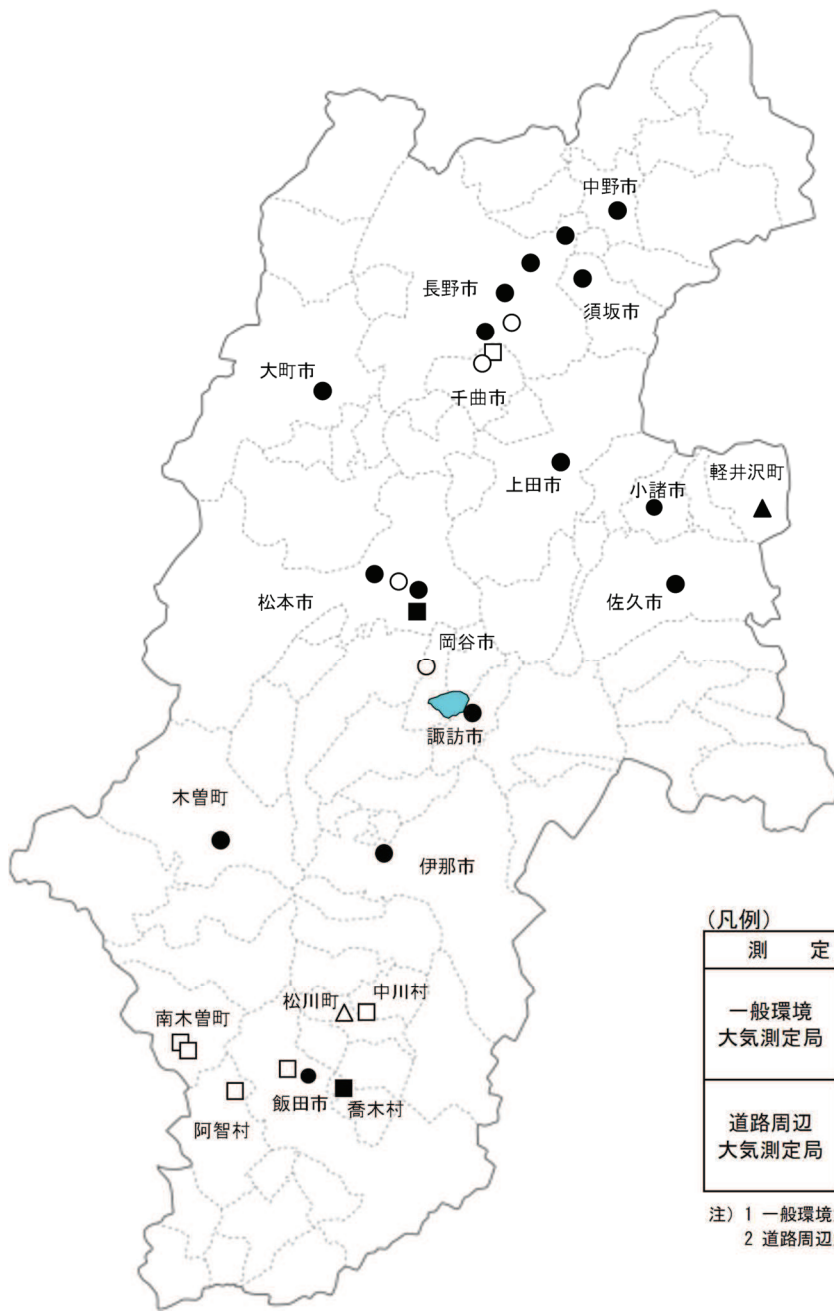 中野市
長野市
須坂市
大町市
千曲市
上田市
小諸市
軽井沢町
松本市
佐久市
岡谷市
諏訪市
木曽町
伊那市
松川町
中川村
南木曽町
飯田市
喬木村
阿智村
(凡例)
測 定
一般環境
大気測定局
道路周辺
大気測定局
注) 1 一般環境
2 道路周辺